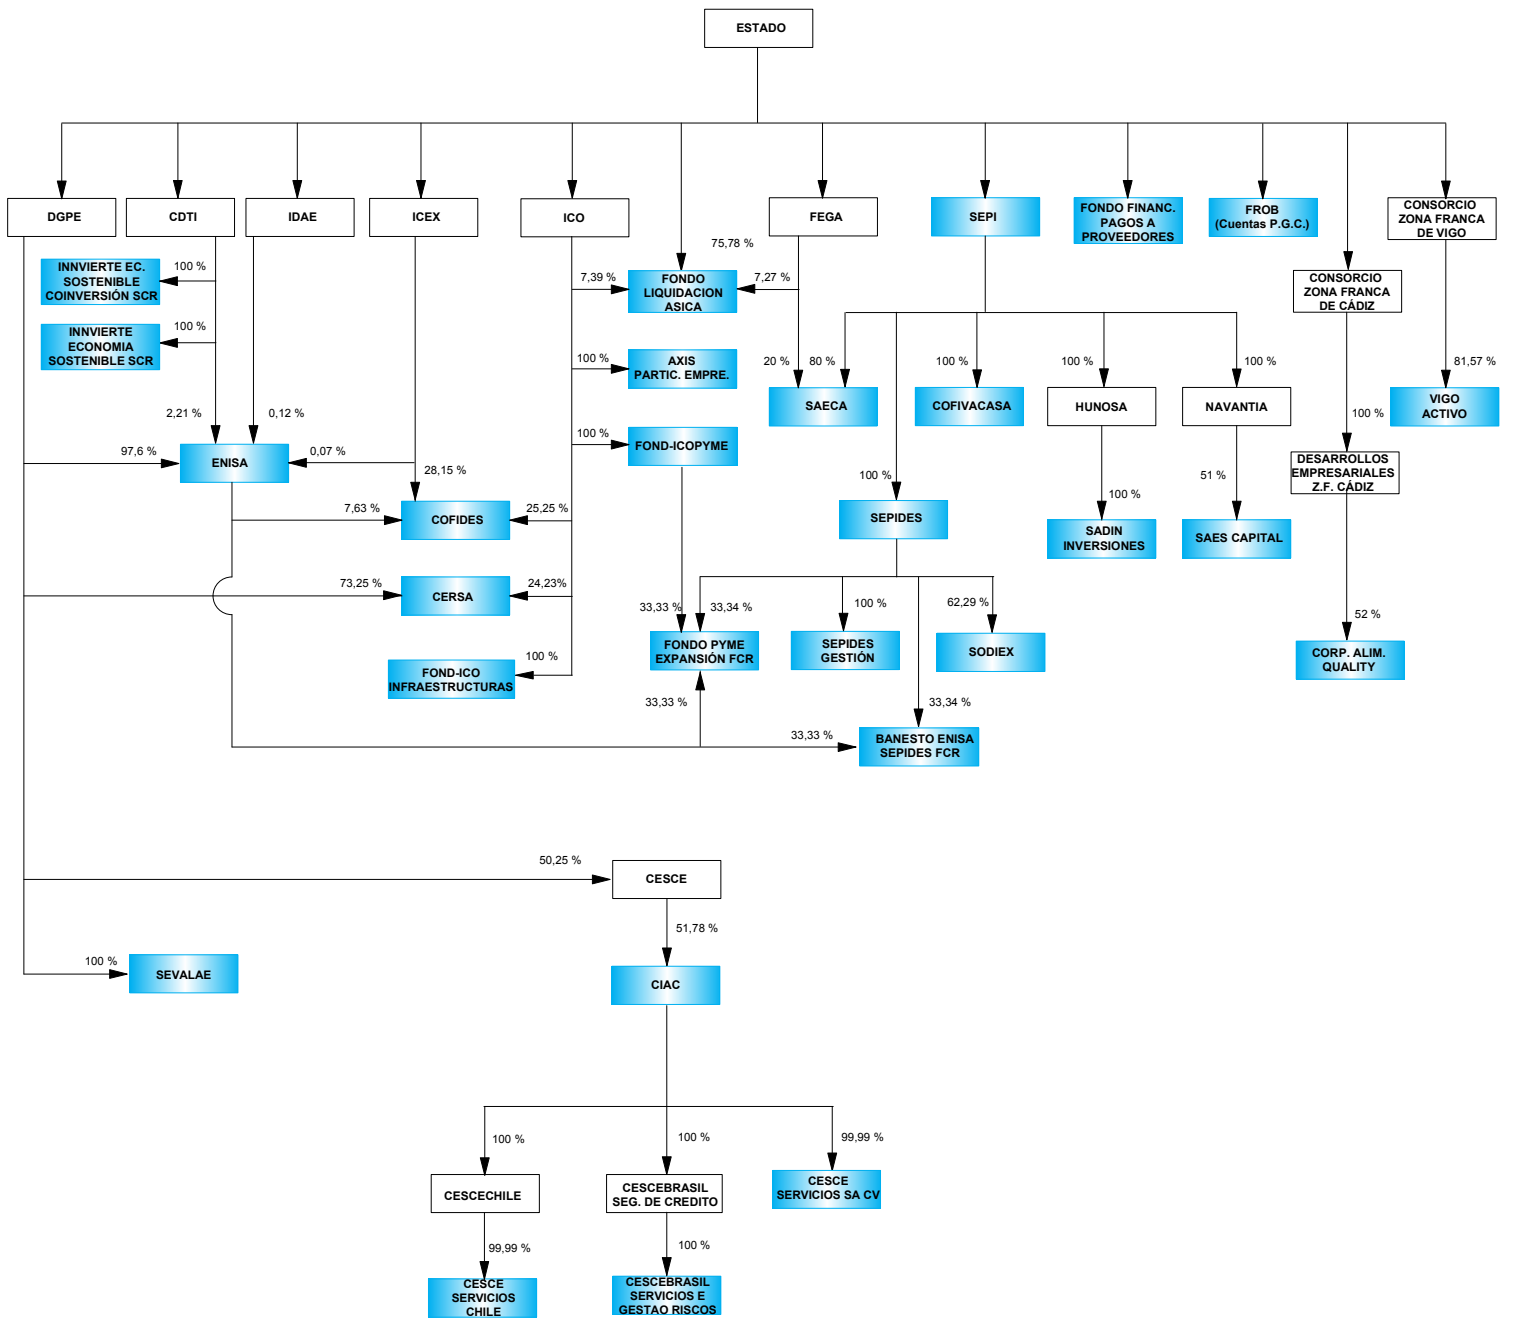 ESTADO
DGPE
CDTI
IDAE
ICEX
ICO
FEGA
SEPI
FONDO FINANC.
PAGOS A
PROVEEDORES
FROB
(Cuentas P.G.C.)
CONSORCIO
ZONA FRANCA
DE VIGO
75,78 %
INNVIERTE EC.
SOSTENIBLE
COINVERSIÓN SCR
100 %
7,39 %
FONDO
LIQUIDACION
ASICA
7,27 %
CONSORCIO
ZONA FRANCA
DE CÁDIZ
INNVIERTE
ECONOMIA
SOSTENIBLE SCR
100 %
100 %
AXIS
PARTIC. EMPRE.
20 %
80 %
100 %
100 %
100 %
81,57 %
SAECA
COFIVACASA
HUNOSA
NAVANTIA
VIGO
ACTIVO
2,21 %
0,12 %
100 %
100 %
FOND-ICOPYME
97,6 %
ENISA
0,07 %
28,15 %
100 %
100 %
51 %
DESARROLLOS
EMPRESARIALES
Z.F. CÁDIZ
7,63 %
COFIDES
25,25 %
SEPIDES
SADIN
INVERSIONES
SAES CAPITAL
73,25 %
CERSA
24,23%
33,33 %
33,34 %
100 %
62,29 %
52 %
FONDO PYME
EXPANSIÓN FCR
SEPIDES
GESTIÓN
SODIEX
CORP. ALIM.
QUALITY
100 %
FOND-ICO
INFRAESTRUCTURAS
33,33 %
33,34 %
33,33 %
BANESTO ENISA
SEPIDES FCR
50,25 %
CESCE
51,78 %
100 %
SEVALAE
CIAC
100 %
100 %
99,99 %
CESCECHILE
CESCEBRASIL
SEG. DE CREDITO
CESCE
SERVICIOS SA CV
99,99 %
100 %
CESCE
SERVICIOS
CHILE
CESCEBRASIL
SERVICIOS E
GESTAO RISCOS